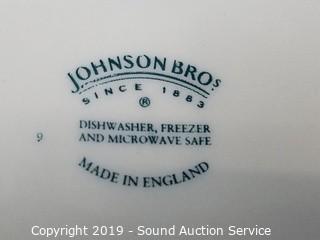 JOHNSON BROS
SINCE 1883
®
DISHWASHER, FREEZER
AND MICROWAVE SAFE
9
MADE IN ENGLAND
Copyright 2019 - Sound Auction Service